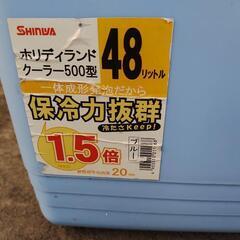 SHINWA
ホリディランド
クーラー500型
48
リットル
一体成形発泡だから
保冷力抜群
冷たさKeep!
1.5倍
ブルー